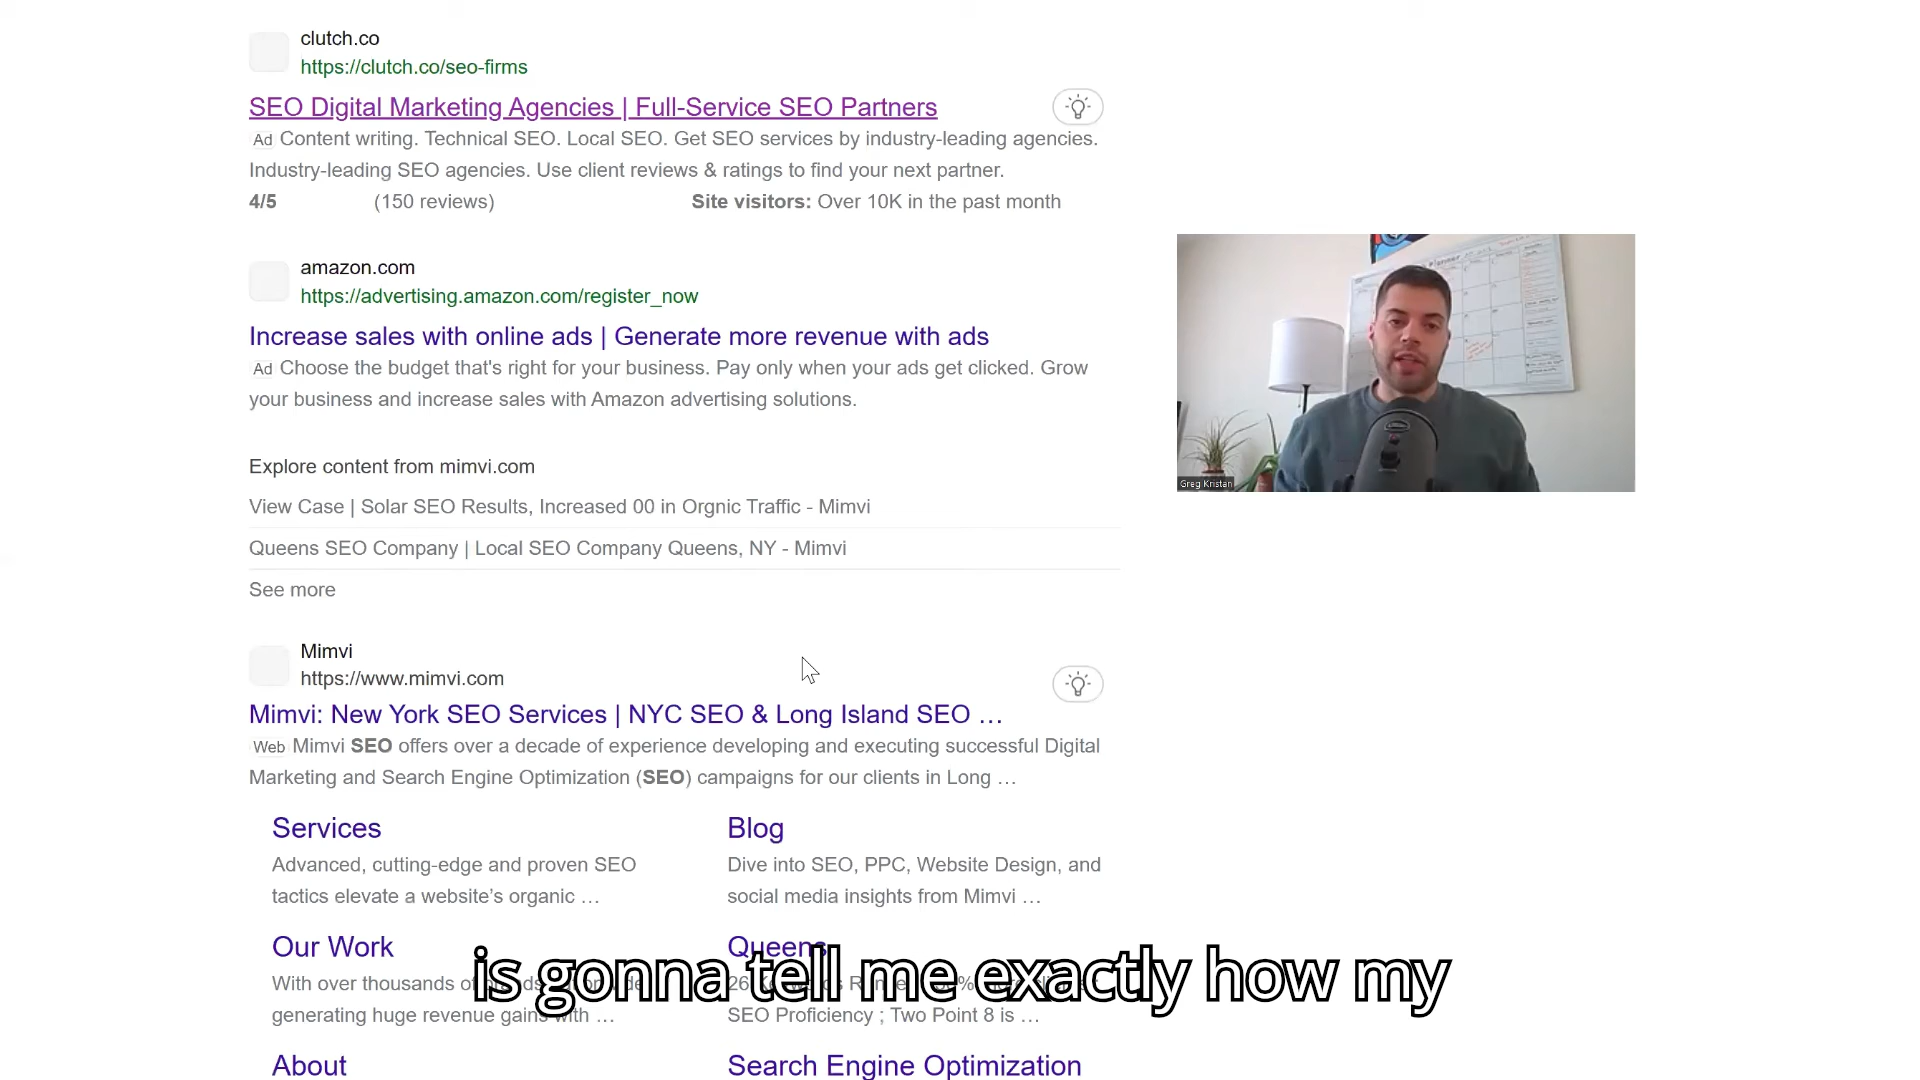 clutch.co
https://clutch.co/seo-firms
SEO Digital Marketing Agencies | Full-Service SEO Partners
Ad Content writing. Technical SEO. Local SEO. Get SEO services by industry-leading agencies.
Industry-leading SEO agencies. Use client reviews & ratings to find your next partner.
4/5 (150 reviews) Site visitors: Over 10K in the past month
amazon.com
https://advertising.amazon.com/register_now
Increase sales with online ads | Generate more revenue with ads
Ad Choose the budget that's right for your business. Pay only when your ads get clicked. Grow
your business and increase sales with Amazon advertising solutions.
Explore content from mimvi.com
View Case | Solar SEO Results, Increased 00 in Orgnic Traffic - Mimvi
Queens SEO Company | Local SEO Company Queens, NY - Mimvi
See more
Mimvi
https://www.mimvi.com
Mimvi: New York SEO Services | NYC SEO & Long Island SEO …
Web Mimvi SEO offers over a decade of experience developing and executing successful Digital
Marketing and Search Engine Optimization (SEO) campaigns for our clients in Long …
Services
Advanced, cutting-edge and proven SEO
tactics elevate a website’s organic …
Blog
Dive into SEO, PPC, Website Design, and
social media insights from Mimvi …
Our Work
With over thousands of
generating huge revenue gains with …
Queens
26
SEO Proficiency ; Two Point 8 is …
About
Search Engine Optimization
Greg Kristan
is gonna tell me exactly how my